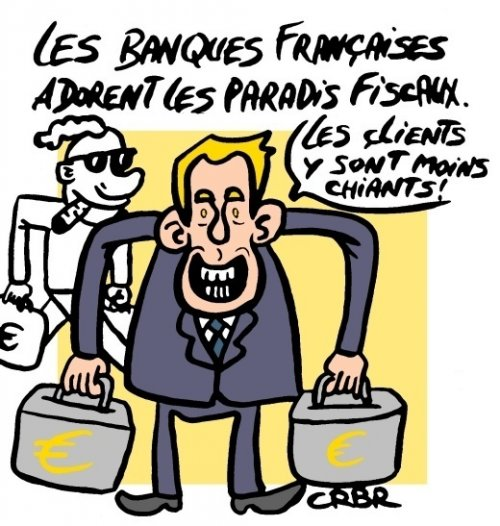 LES BANQUES FRANÇAISES
ADORENT LES PARADIS FISCAUX.
LES CLIENTS
Y SONT MOINS
CHIANTS!
€
€
€
CRBR